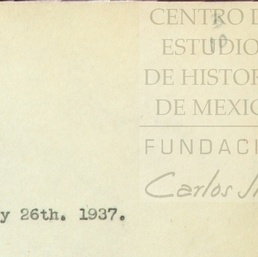 CENTRO D
ESTUDIO
DE HISTOR
DE MEXIC
FUNDACI
Carlos
y 26th. 1937.